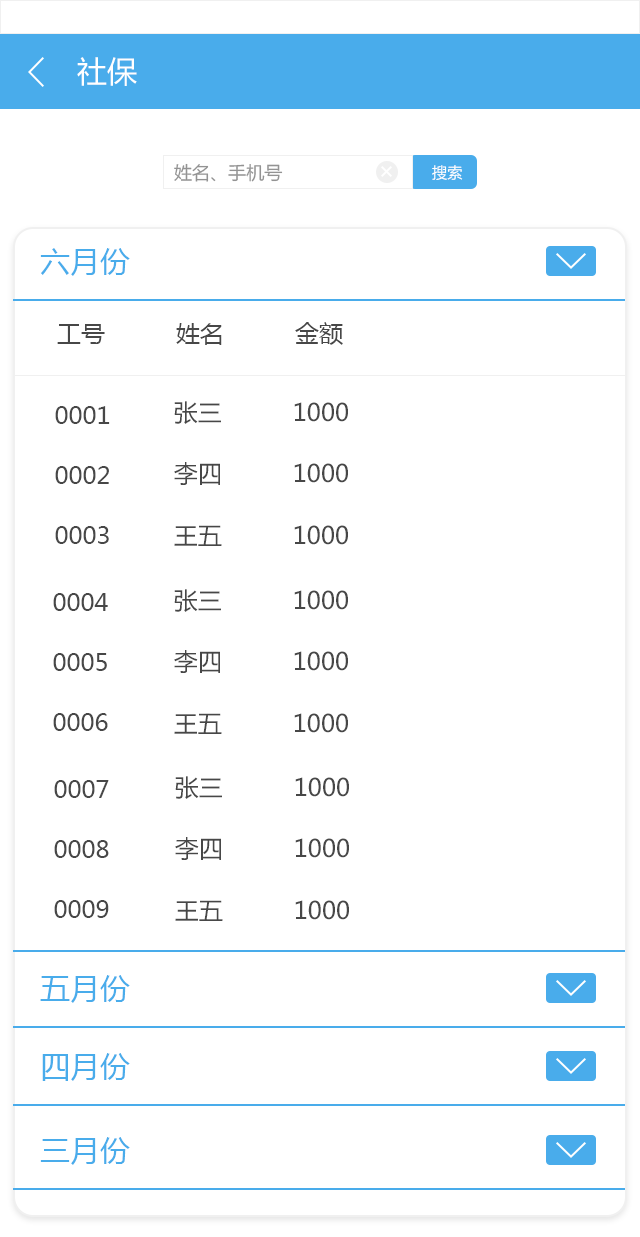 社保
姓名、手机号 搜索
六月份
工号 姓名 金额
0001 张三 1000
0002 李四 1000
0003 王五 1000
0004 张三 1000
0005 李四 1000
0006 王五 1000
0007 张三 1000
0008 李四 1000
0009 王五 1000
五月份
四月份
三月份